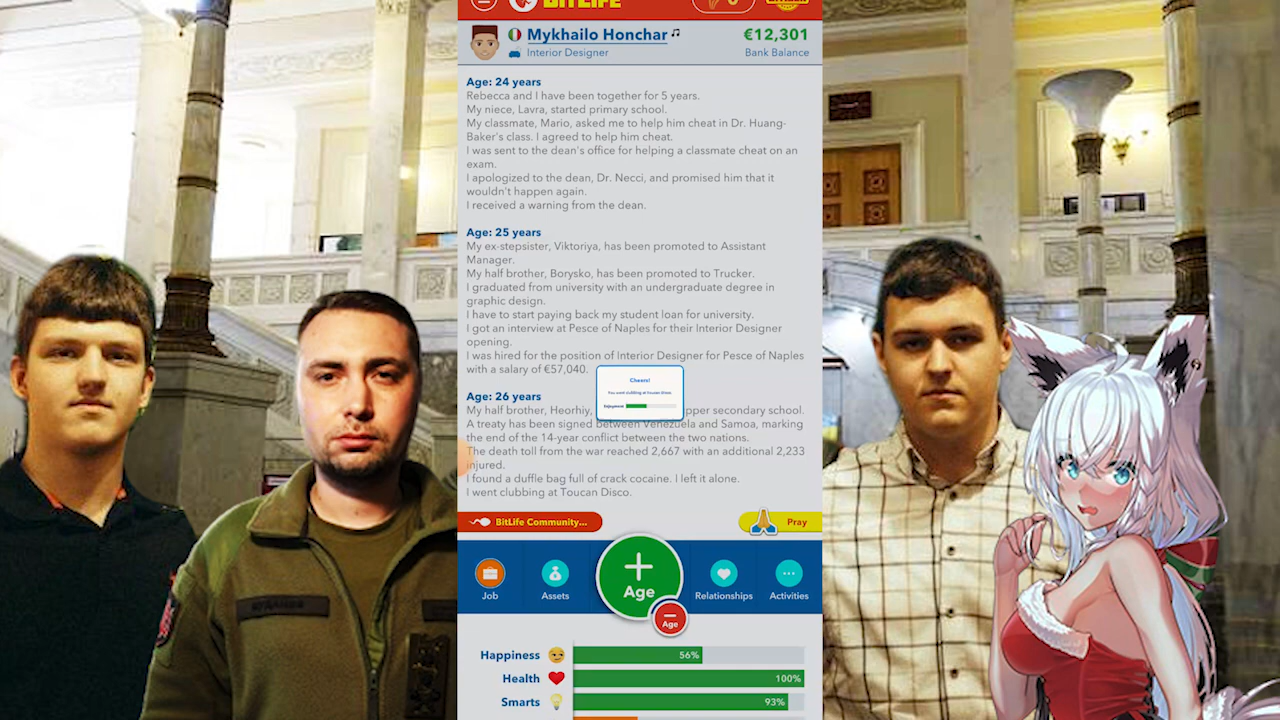 BitLife
Mykhailo Honchar
€12,301
Interior Designer
Bank Balance
Age: 24 years
Rebecca and I have been together for 5 years.
My niece, Lavra, started primary school.
My classmate, Mario, asked me to help him cheat in Dr. Huang-
Baker's class. I agreed to help him cheat.
I was sent to the dean's office for helping a classmate cheat on an
exam.
I apologized to the dean, Dr. Necci, and promised him that it
wouldn't happen again.
I received a warning from the dean.
Age: 25 years
My ex-stepsister, Viktoriya, has been promoted to Assistant
Manager.
My half brother, Borysko, has been promoted to Trucker.
I graduated from university with an undergraduate degree in
graphic design.
I have to start paying back my student loan for university.
I got an interview at Pesce of Naples for their Interior Designer
opening.
I was hired for the position of Interior Designer for Pesce of Naples
with a salary of €57,040.
Cheers!
You went clubbing at Toucan Disco.
Enjoyment
Age: 26 years
My half brother, Heorhiy, pper secondary school.
A treaty has been signed between Venezuela and Samoa, marking
the end of the 14-year conflict between the two nations.
The death toll from the war reached 2,667 with an additional 2,233
injured.
I found a duffle bag full of crack cocaine. I left it alone.
I went clubbing at Toucan Disco.
BitLife Community...
Pray
Job
Assets
Age
Relationships
Activities
Age
Happiness 56%
Health 100%
Smarts 93%